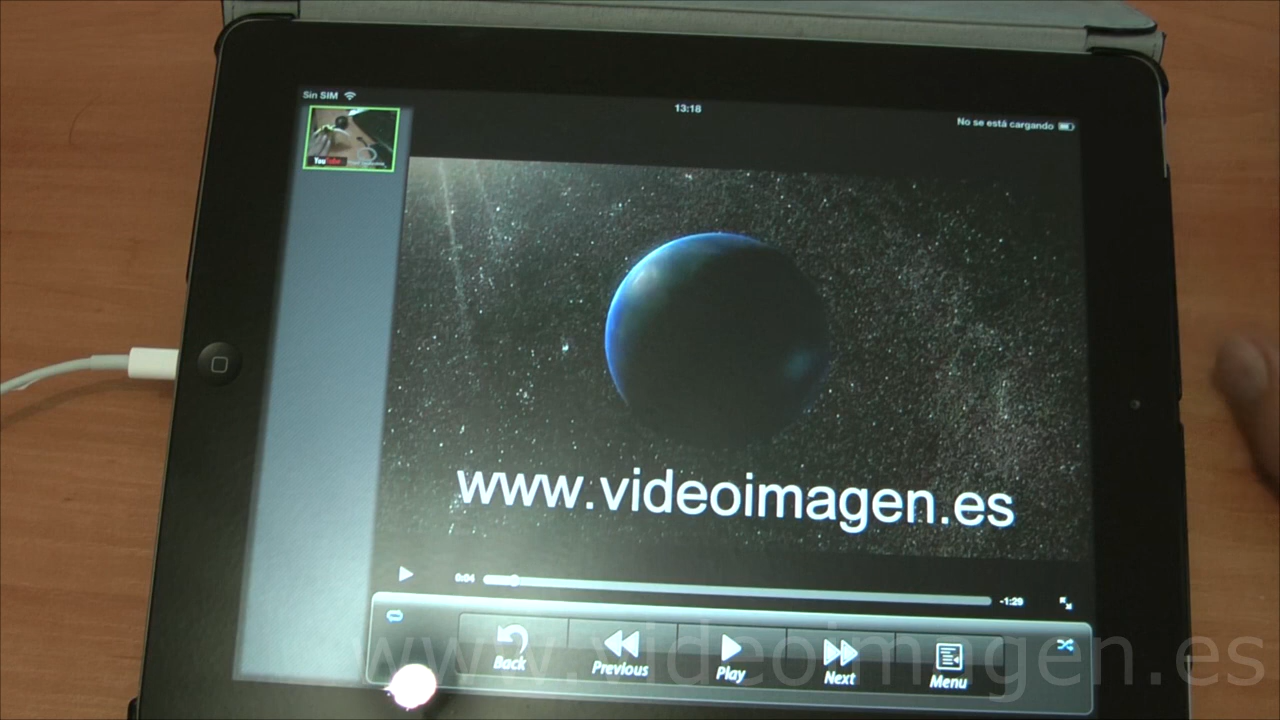 Sin SIM
13:18
No se está cargando
YouTube
www.videoimagen.es
0:04
-1:29
Back
Previous
Play
Next
Menu
www.videoimagen.es